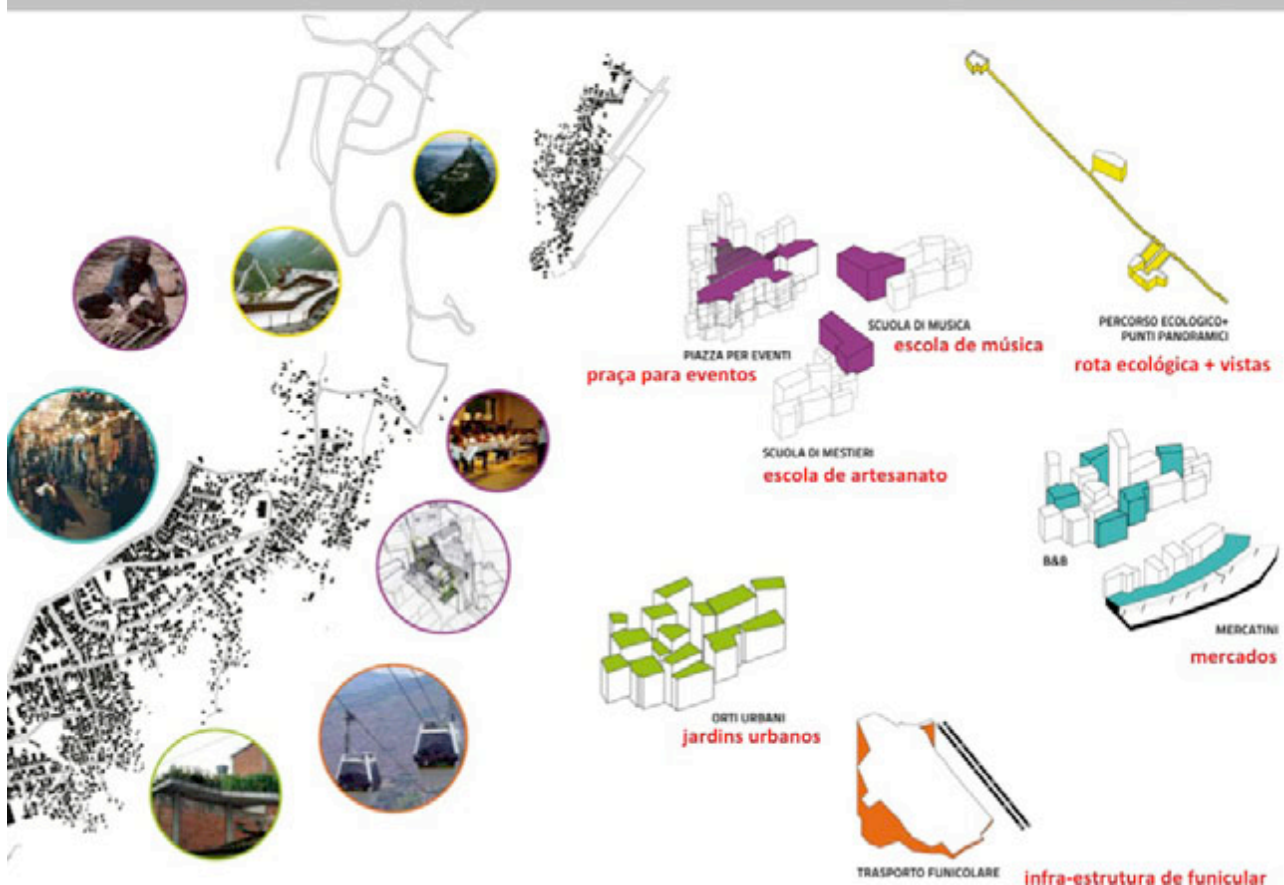 SCUOLA DI MUSICA
escola de música
PIAZZA PER EVENTI
praça para eventos
SCUOLA DI MESTIERI
escola de artesanato
PERCORSO ECOLOGICO+
PUNTI PANORAMICI
rota ecológica + vistas
B&B
MERCATINI
mercados
ORTI URBANI
jardins urbanos
TRASPORTO FUNICOLARE
infra-estrutura de funicular